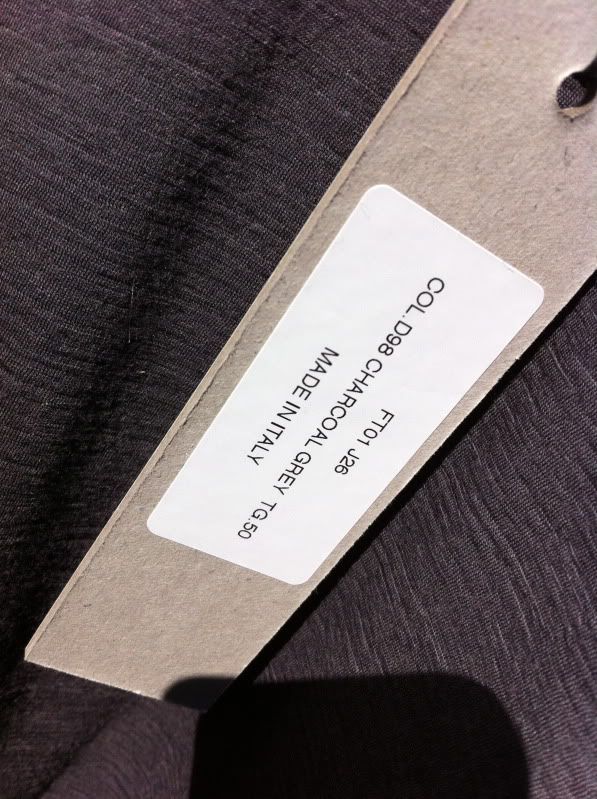 FT01 J26
COL.D98 CHARCOAL GREY TG.50
MADE IN ITALY